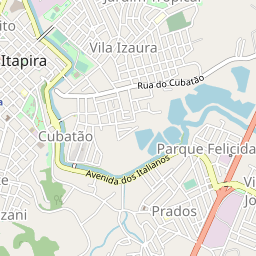 Jardim Tropical
ito
Vila Izaura
Itapira
Rua do Cubatão
a
Cubatão
Parque Felicida
Avenida dos Italianos
te
Vi
Jo
Prados
zani